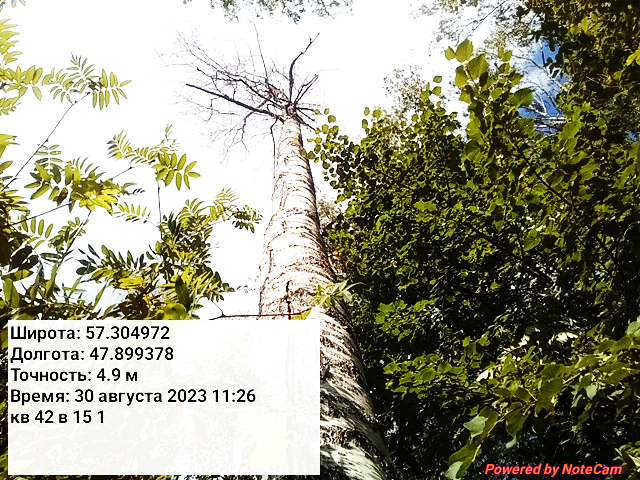 Широта: 57.304972
Долгота: 47.899378
Точность: 4.9 м
Время: 30 августа 2023 11:26
кв 42 в 15 1
Powered by NoteCam